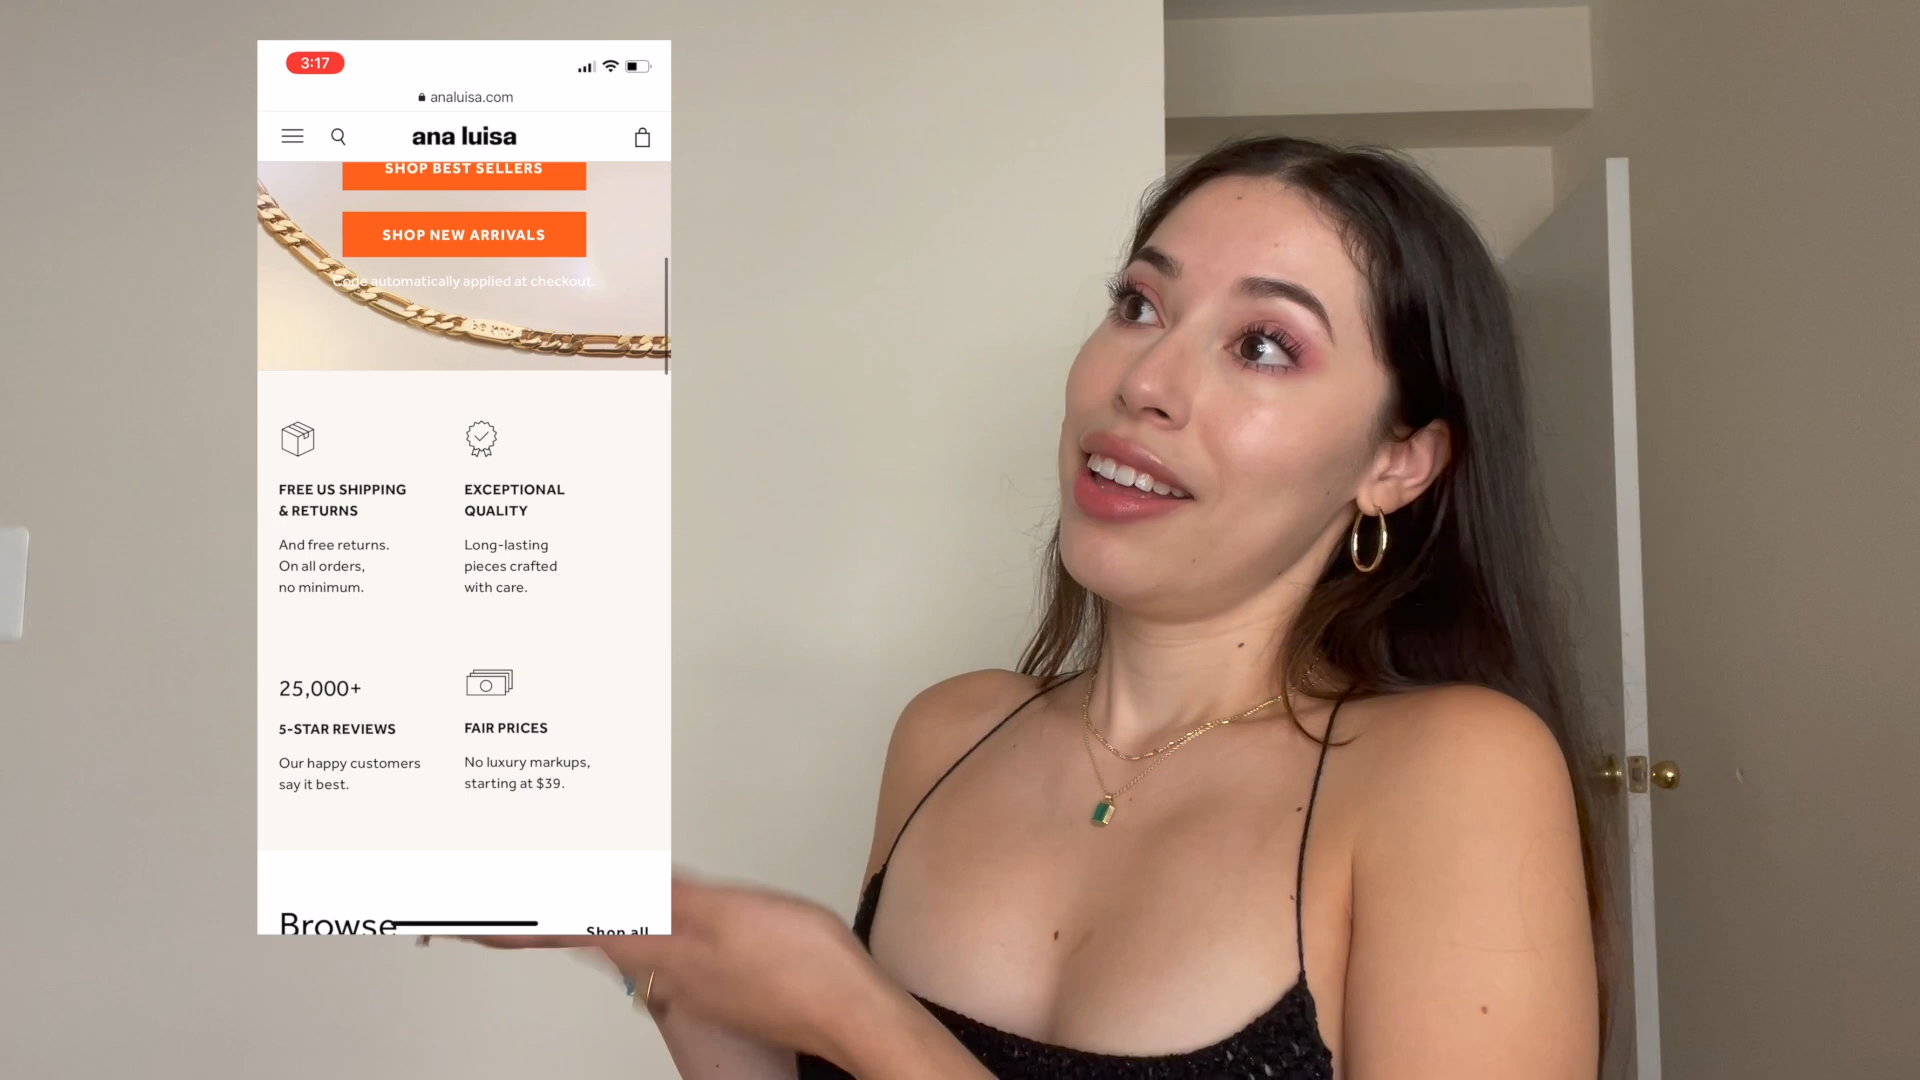 3:17
analuisa.com
ana luisa
SHOP BEST SELLERS
SHOP NEW ARRIVALS
Code automatically applied at checkout.
FREE US SHIPPING
& RETURNS
And free returns.
On all orders,
no minimum.
EXCEPTIONAL
QUALITY
Long-lasting
pieces crafted
with care.
25,000+
5-STAR REVIEWS
Our happy customers
say it best.
FAIR PRICES
No luxury markups,
starting at $39.
Browse
Shop all